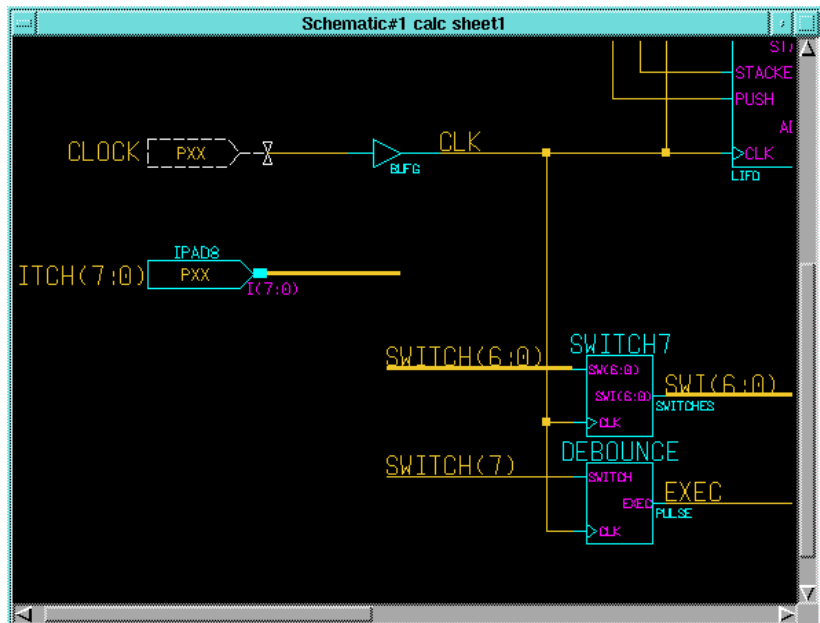 Schematic#1 calc sheet1
STA
STACKE
PUSH
AD
CLOCK PXX
BUFG
CLK
CLK
LIFO
IPAD8
ITCH(7:0) PXX
I(7:0)
SWITCH7
SWITCH(6:0)
SW(6:0)
SWI(6:0)
SWI(6:0)
SWITCHES
CLK
DEBOUNCE
SWITCH(7)
SWITCH
EXEC
EXEC
PULSE
CLK